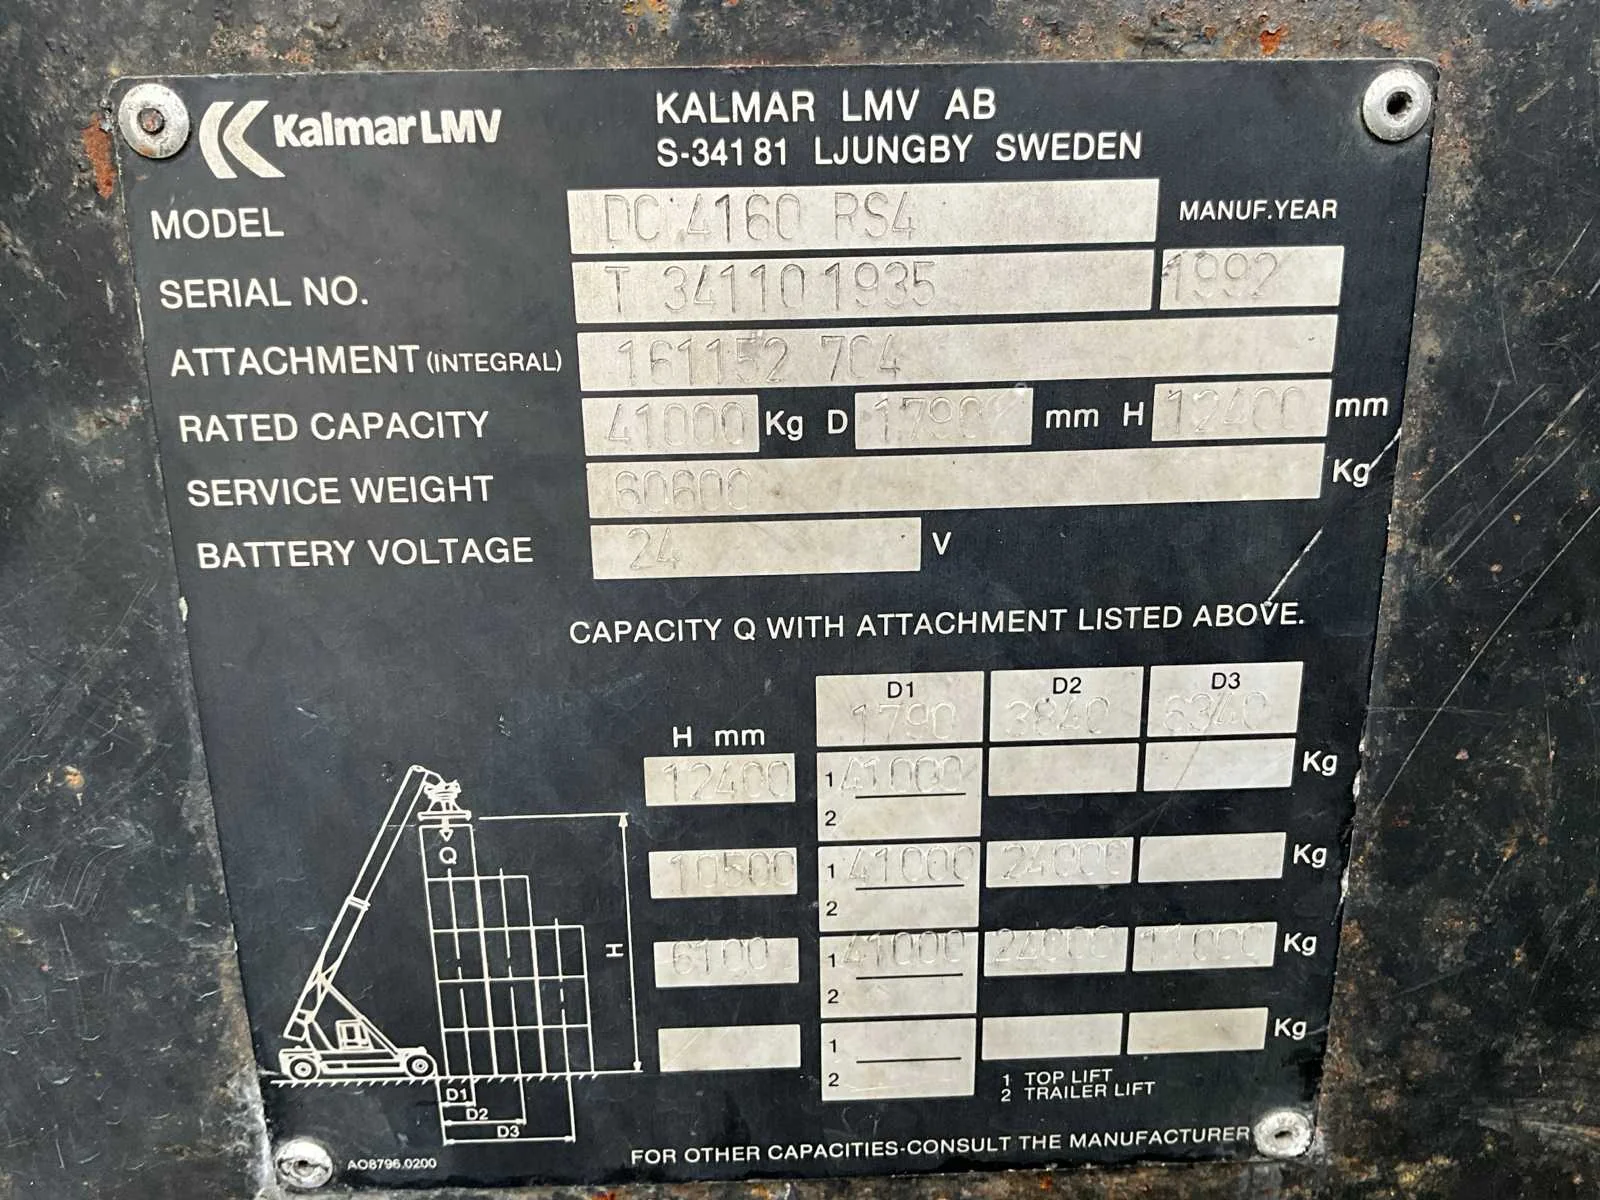 Kalmar LMV
KALMAR LMV AB
S-341 81 LJUNGBY SWEDEN
MODEL DC 4160 RS4
MANUF.YEAR
SERIAL NO. T 34110 1935 1992
ATTACHMENT (INTEGRAL) 161152 7C4
RATED CAPACITY 41000 Kg D 1790 mm H 12400 mm
SERVICE WEIGHT 60600 Kg
BATTERY VOLTAGE 24 V
CAPACITY Q WITH ATTACHMENT LISTED ABOVE.
D1 D2 D3
H mm 1790 3840 6340
12400 1 41000 Kg
2
10500 1 41000 24000 Kg
2
6100 1 41000 24000 11000 Kg
2
1 Kg
2
Q
H
D1
D2
D3
1 TOP LIFT
2 TRAILER LIFT
FOR OTHER CAPACITIES-CONSULT THE MANUFACTURER
A08796.0200